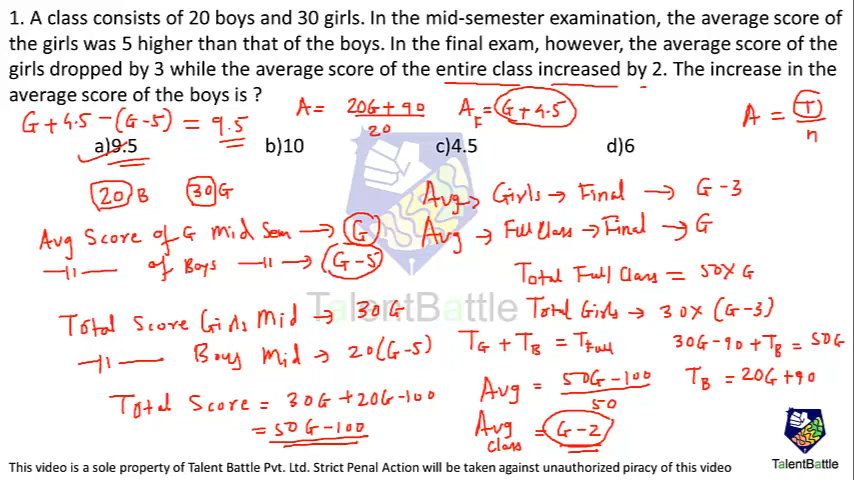 1. A class consists of 20 boys and 30 girls. In the mid-semester examination, the average score of
the girls was 5 higher than that of the boys. In the final exam, however, the average score of the
girls dropped by 3 while the average score of the entire class increased by 2. The increase in the
average score of the boys is ?
G+4.5-(G-5) = 9.5
A = 20G+90 / 20
A_F = G+4.5
A = T / n
a)9.5 b)10 c)4.5 d)6
20 B 30 G
Avg Score of G Mid Sem → G
—11— of Boys —11— → G-5
Total Score Girls Mid → 30G
—11— Boys Mid → 20(G-5)
Total Score = 30G+20G-100
= 50G-100
Avg → Girls → Final → G-3
Avg → Full Class → Final → G
Total Full Class = 50×G
Total Girls → 30×(G-3)
T_G + T_B = T_Full
30G-90+T_B = 50G
T_B = 20G+90
Avg = 50G-100 / 50
Avg class = G-2
TalentBattle
TalentBattle
This video is a sole property of Talent Battle Pvt. Ltd. Strict Penal Action will be taken against unauthorized piracy of this video